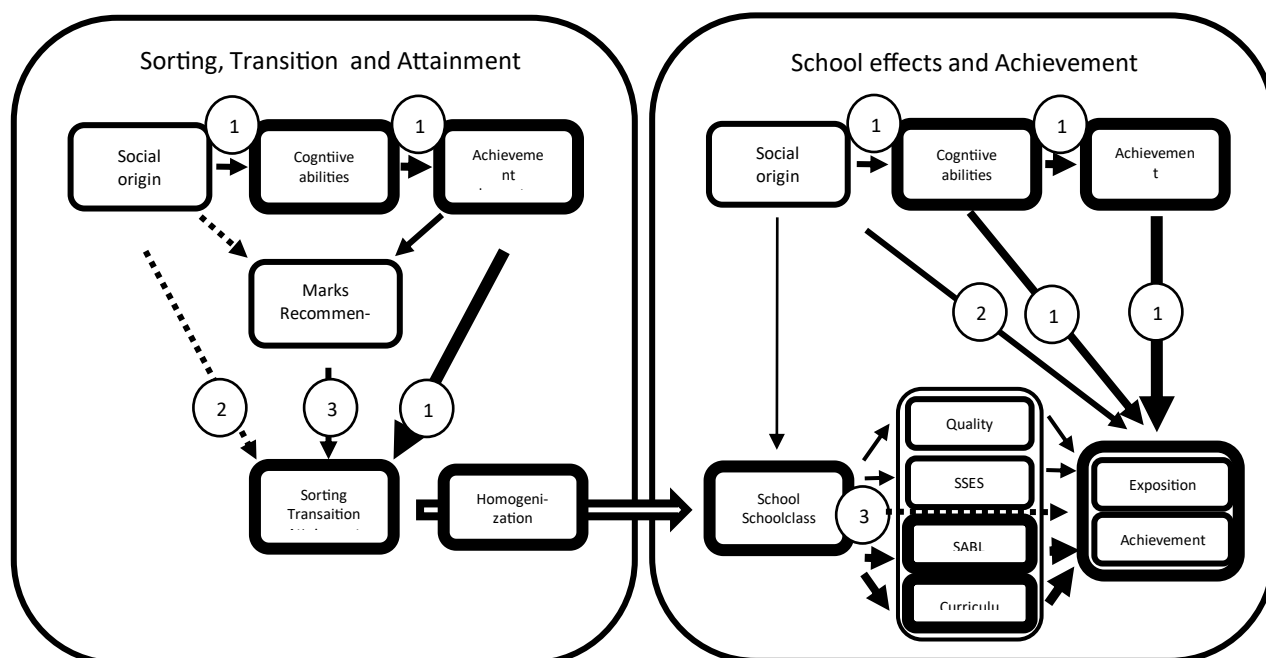 Sorting, Transition and Attainment
1
1
Social
origin
Cogntiive
abilities
Achieveme
nt
Marks
Recommen-
2
3
1
Sorting
Transaition
Homogeni-
zation
School effects and Achievement
1
1
Social
origin
Cogntiive
abilities
Achievemen
t
2
1
1
Quality
SSES
SABL
Curriculu
School
Schoolclass
3
Exposition
Achievement